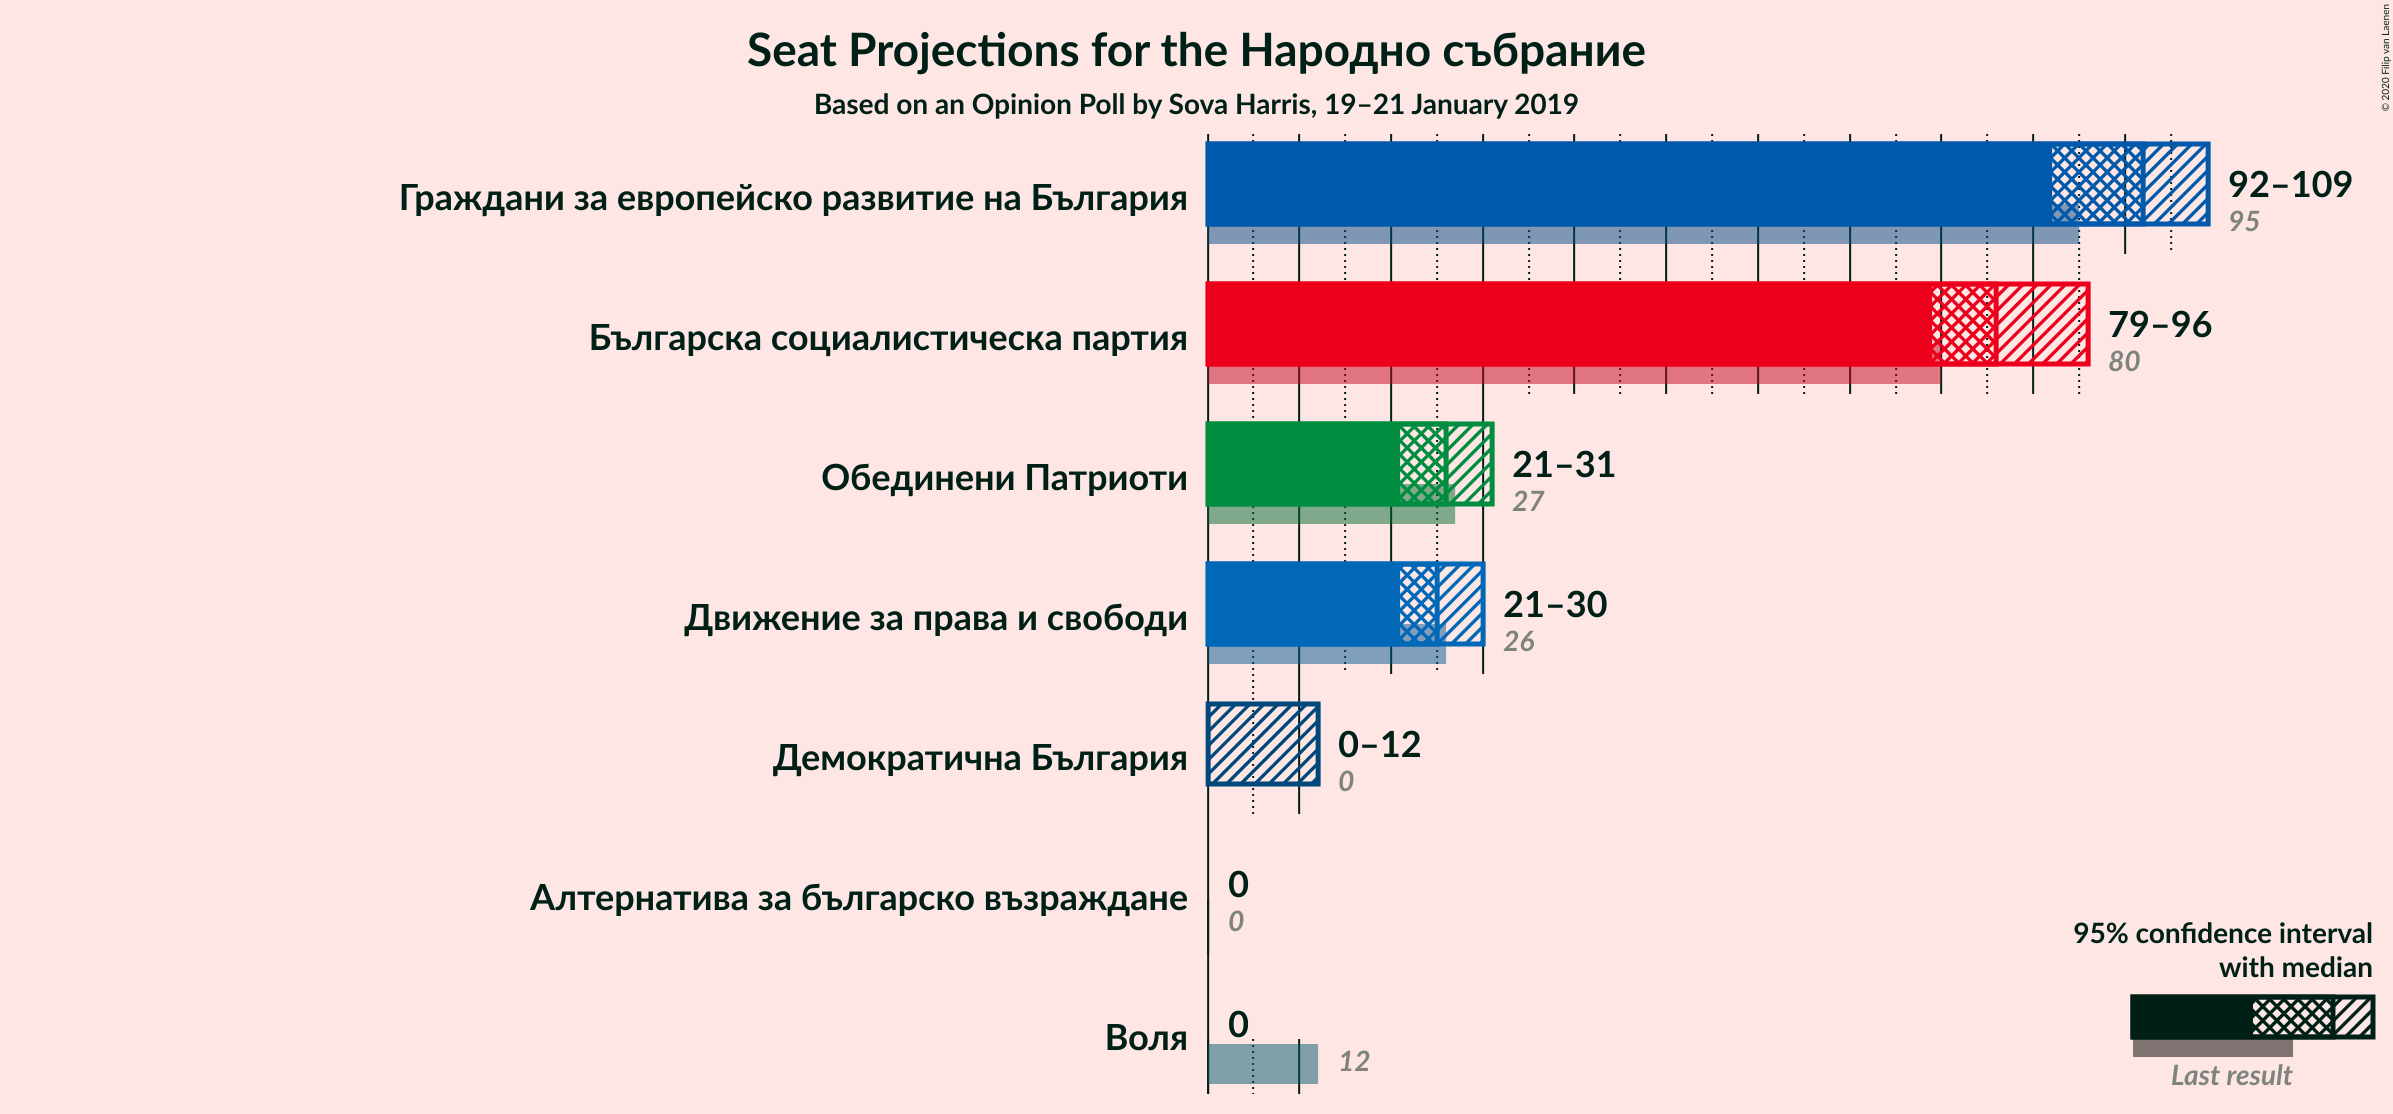 Seat Projections for the Народно събрание
Based on an Opinion Poll by Sova Harris, 19–21 January 2019
© 2020 Filip van Laenen
Граждани за европейско развитие на България
92–109
95
Българска социалистическа партия
79–96
80
Обединени Патриоти
21–31
27
Движение за права и свободи
21–30
26
Демократична България
0–12
0
Алтернатива за българско възраждане
0
0
Воля
0
12
95% confidence interval
with median
Last result